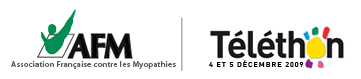 AFM
Association Française contre les Myopathies
Téléthon
4 ET 5 DÉCEMBRE 2009